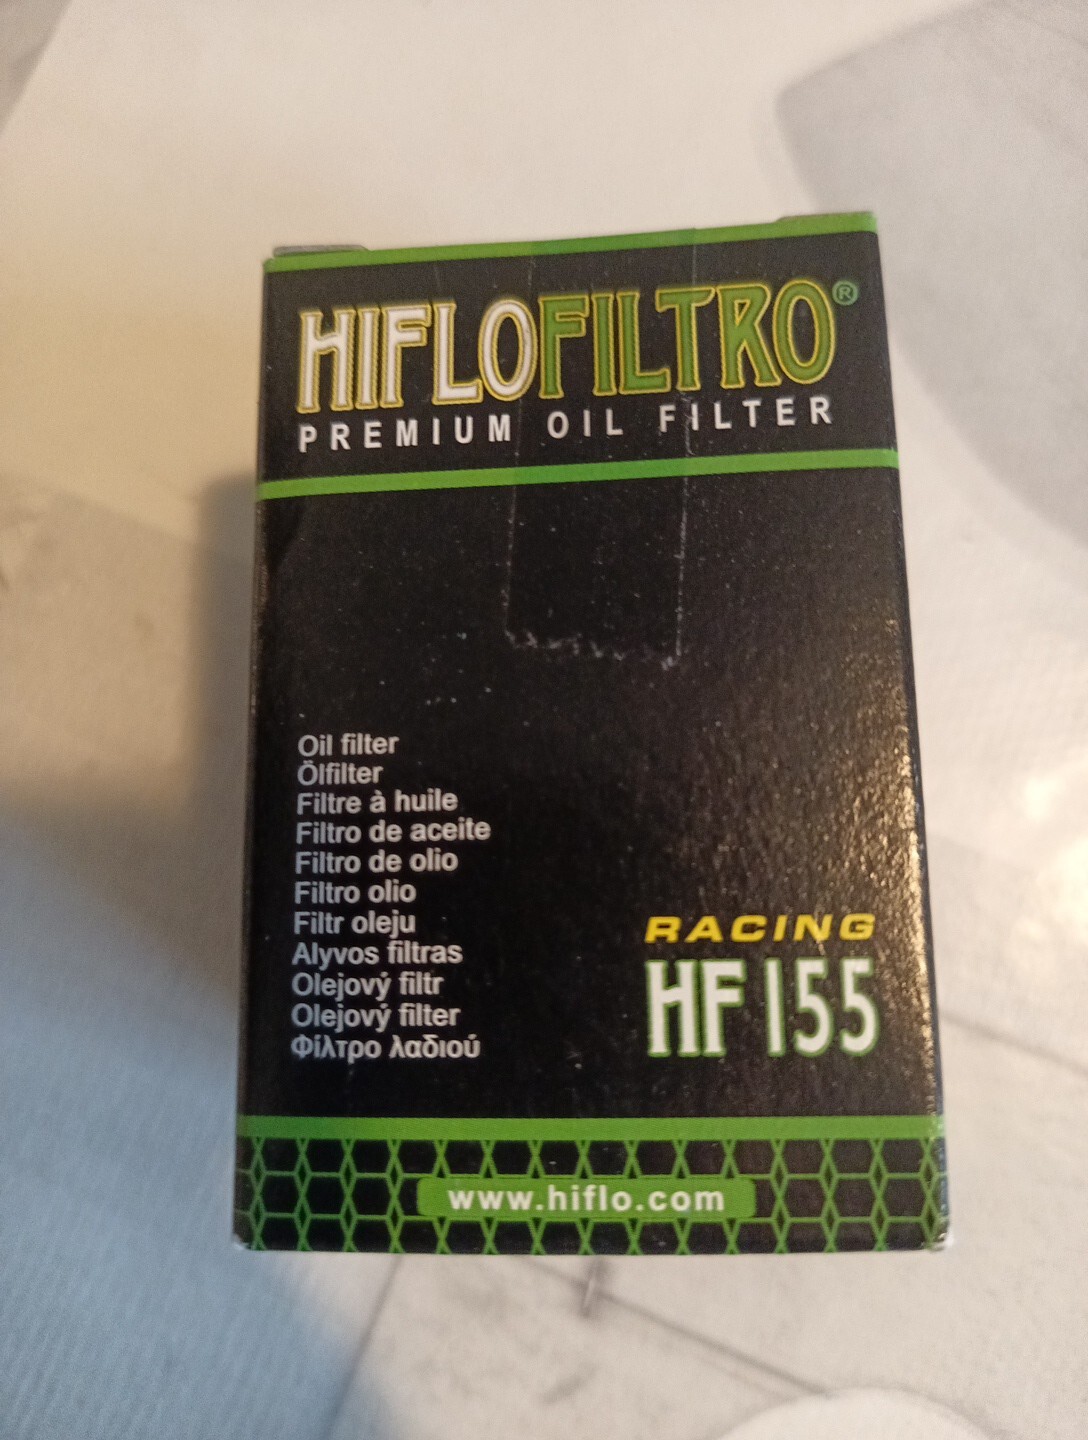 HIFLOFILTRO®
PREMIUM OIL FILTER
Oil filter
Ölfilter
Filtre à huile
Filtro de aceite
Filtro de olio
Filtro olio
Filtr oleju
Alyvos filtras
Olejový filtr
Olejový filter
Φίλτρο λαδιού
RACING
HF155
www.hiflo.com